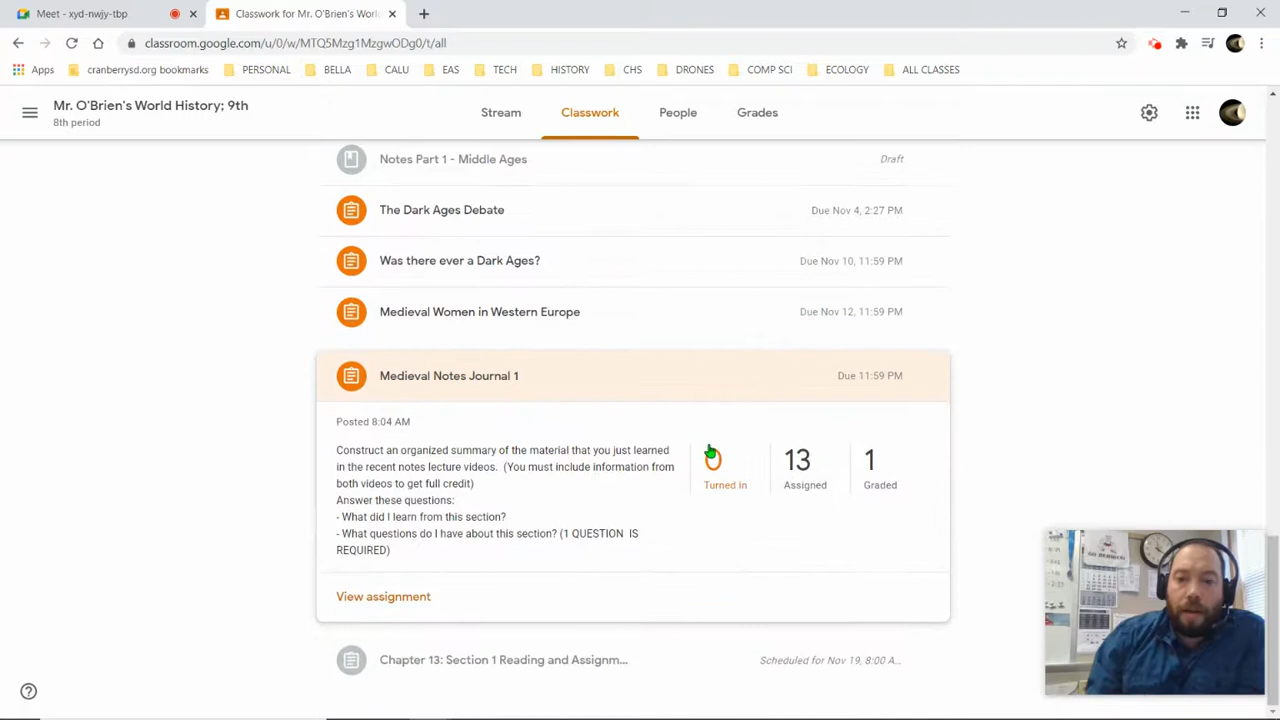 Meet - xyd-nwjy-tbp
Classwork for Mr. O'Brien's Worl
classroom.google.com/u/0/w/MTQ5Mzg1MzgwODg0/t/all
Apps
cranberrysd.org bookmarks
PERSONAL
BELLA
CALU
EAS
TECH
HISTORY
CHS
DRONES
COMP SCI
ECOLOGY
ALL CLASSES
Mr. O'Brien's World History; 9th
8th period
Stream
Classwork
People
Grades
Notes Part 1 - Middle Ages
Draft
The Dark Ages Debate
Due Nov 4, 2:27 PM
Was there ever a Dark Ages?
Due Nov 10, 11:59 PM
Medieval Women in Western Europe
Due Nov 12, 11:59 PM
Medieval Notes Journal 1
Due 11:59 PM
Posted 8:04 AM
Construct an organized summary of the material that you just learned
in the recent notes lecture videos. (You must include information from
both videos to get full credit)
Answer these questions:
- What did I learn from this section?
- What questions do I have about this section? (1 QUESTION IS
REQUIRED)
0
Turned in
13
Assigned
1
Graded
View assignment
Chapter 13: Section 1 Reading and Assignm...
Scheduled for Nov 19, 8:00 A...